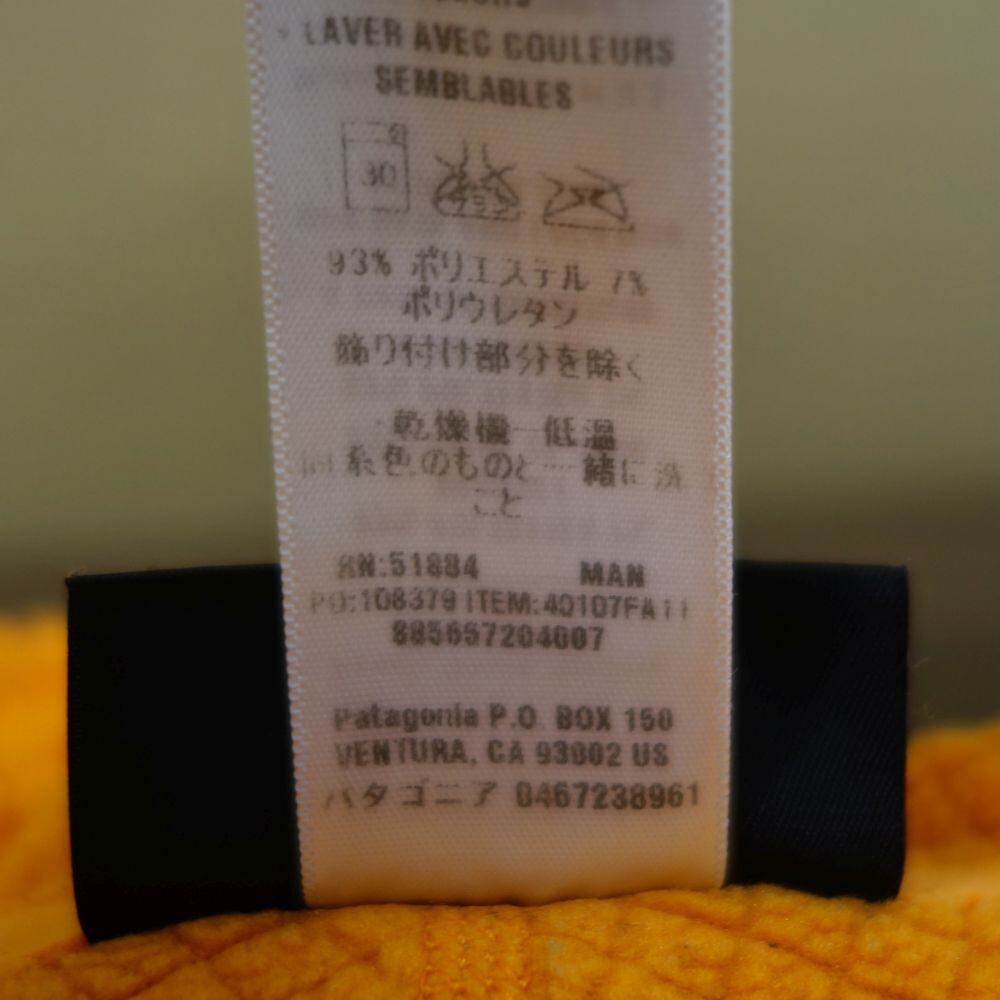 LAVER AVEC COULEURS
SEMBLABLES
30
93% ポリエステル 7%
ポリウレタン
飾り付け部分を除く
乾燥機 低温
同系色のものと一緒に洗
こと
RN:51884 MAN
PO:108379 ITEM:40107FA11
885657204007
Patagonia P.O. BOX 150
VENTURA, CA 93002 US
パタゴニア 0467238961